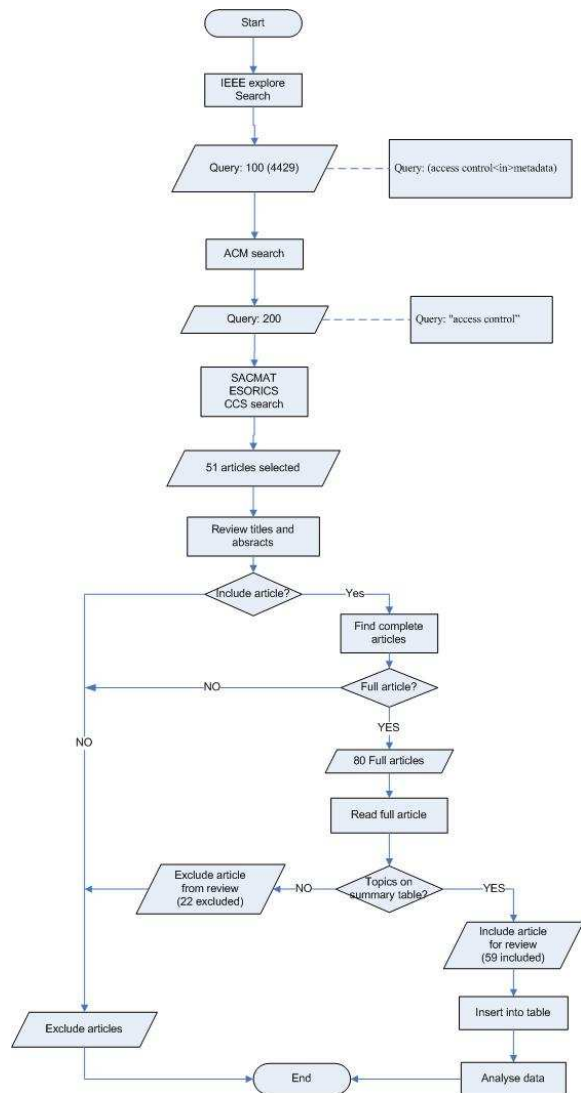 Start
IEEE explore
Search
Query: 100 (4429)
Query: (access control<in>metadata)
ACM search
Query: 200
Query: "access control"
SACMAT
ESORICS
CCS search
51 articles selected
Review titles and
absracts
Include article?
Yes
Find complete
articles
Full article?
NO
YES
NO
80 Full articles
Read full article
Topics on
summary table?
NO
YES
Exclude article
from review
(22 excluded)
Include article
for review
(59 included)
Insert into table
Exclude articles
Analyse data
End